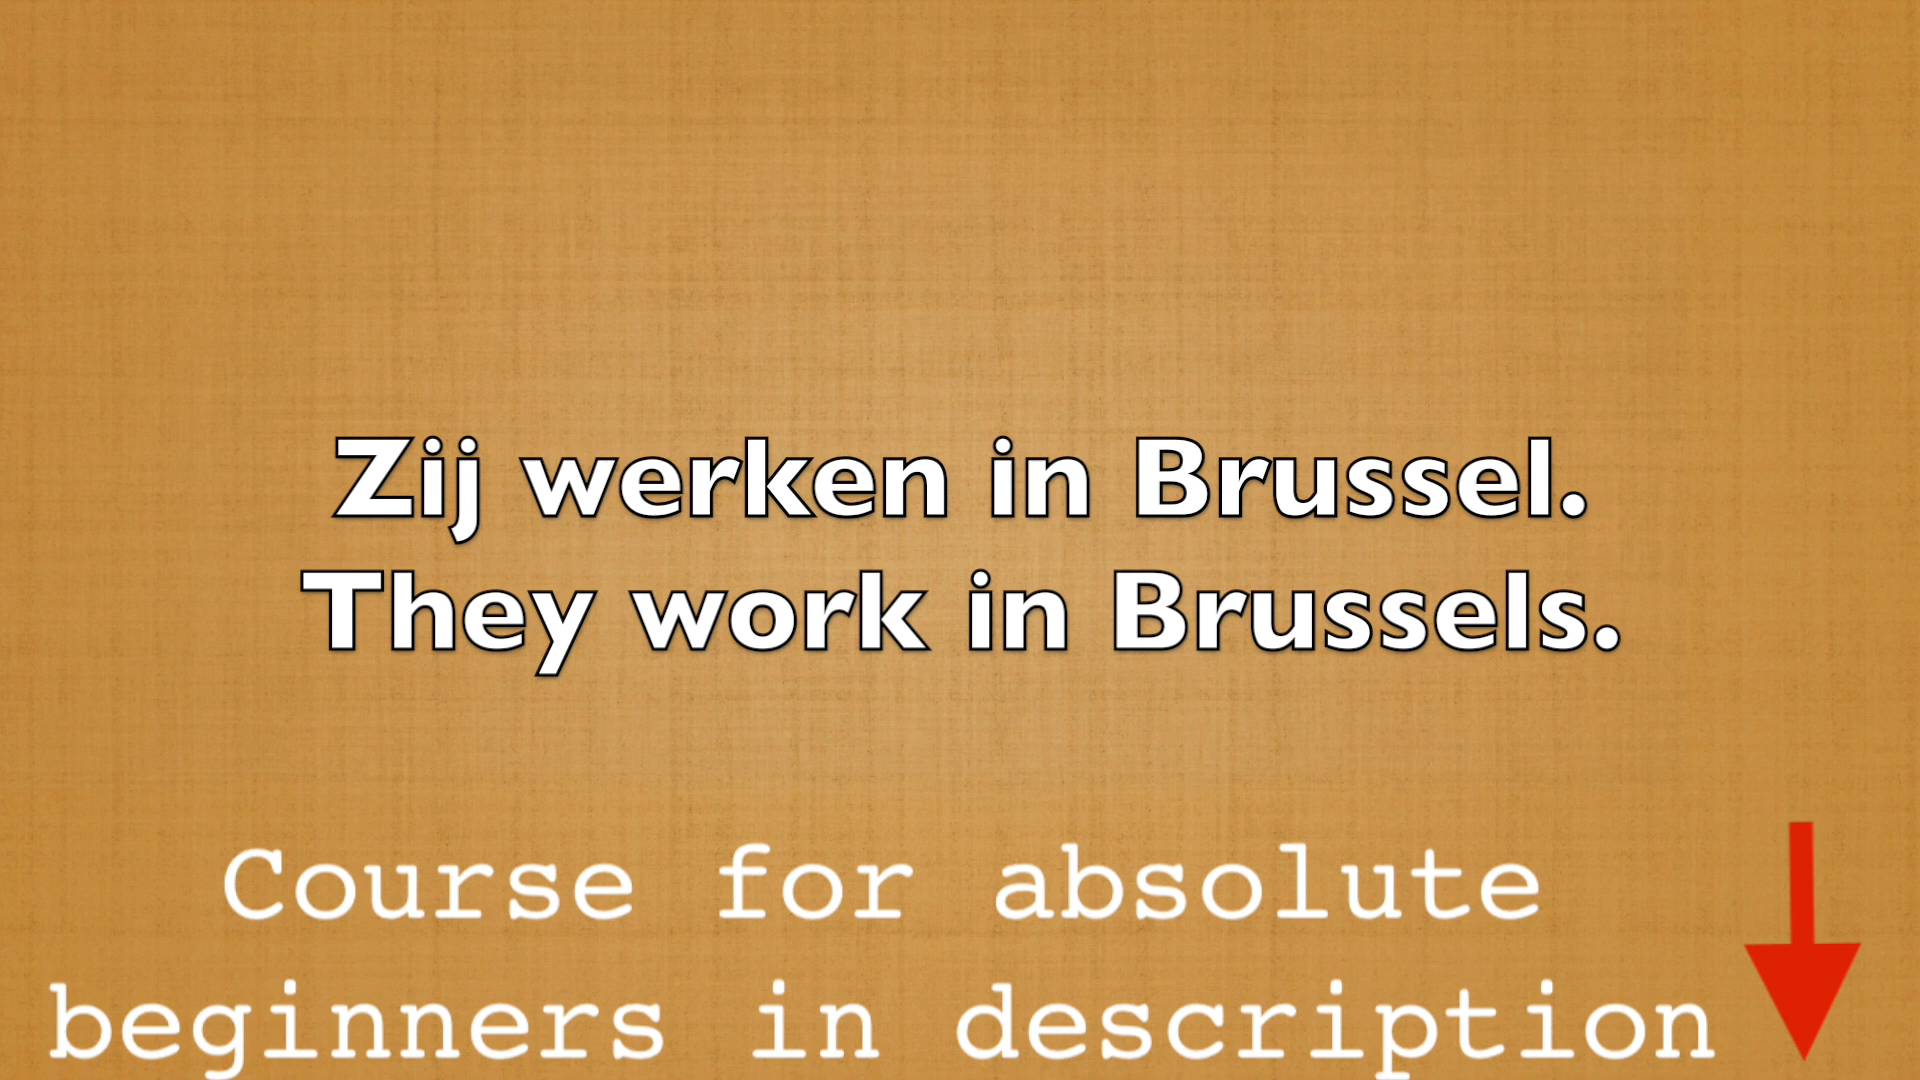 Zij werken in Brussel.
They work in Brussels.
Course for absolute
beginners in description